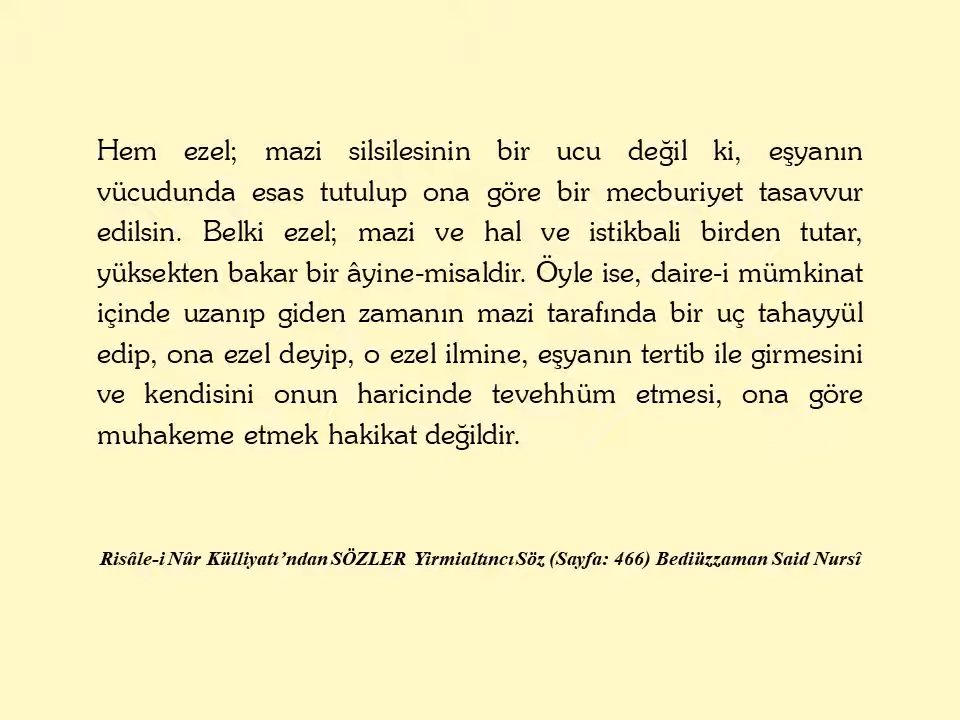 Hem ezel; mazi silsilesinin bir ucu değil ki, eşyanın
vücudunda esas tutulup ona göre bir mecburiyet tasavvur
edilsin. Belki ezel; mazi ve hal ve istikbali birden tutar,
yüksekten bakar bir âyine-misaldir. Öyle ise, daire-i mümkinat
içinde uzanıp giden zamanın mazi tarafında bir uç tahayyül
edip, ona ezel deyip, o ezel ilmine, eşyanın tertib ile girmesini
ve kendisini onun haricinde tevehhüm etmesi, ona göre
muhakeme etmek hakikat değildir.
Risâle-i Nûr Külliyatı’ndan SÖZLER Yirmialtıncı Söz (Sayfa: 466) Bediüzzaman Said Nursî